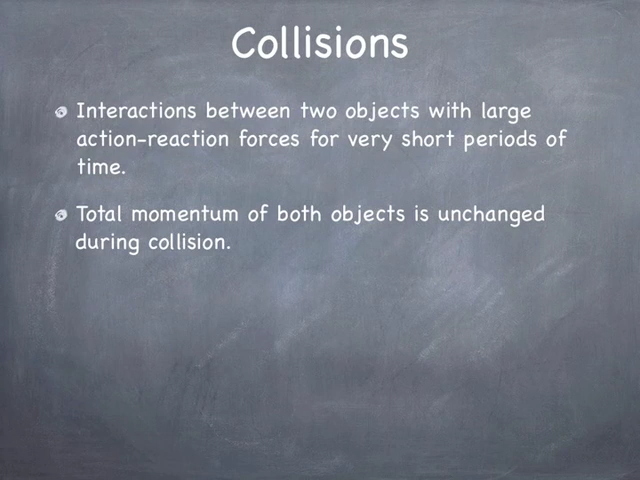 Collisions
Interactions between two objects with large
action-reaction forces for very short periods of
time.
Total momentum of both objects is unchanged
during collision.